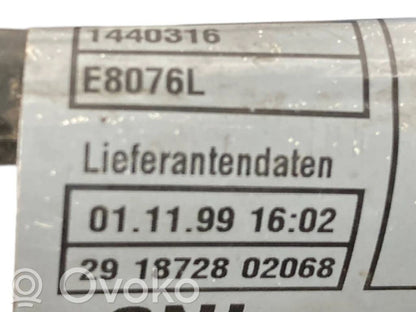 1440316
E8076L
Lieferantendaten
01.11.99 16:02
29 18728 02068
Ovoko